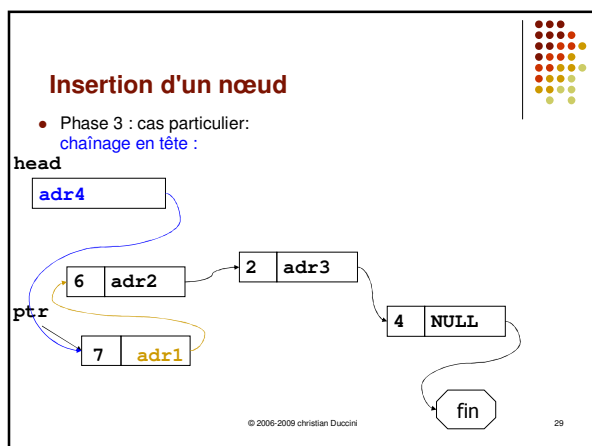 Insertion d'un nœud
Phase 3 : cas particulier:
chaînage en tête :
head
adr4
6 adr2
2 adr3
ptr
4 NULL
7 adr1
fin
© 2006-2009 christian Duccini
29